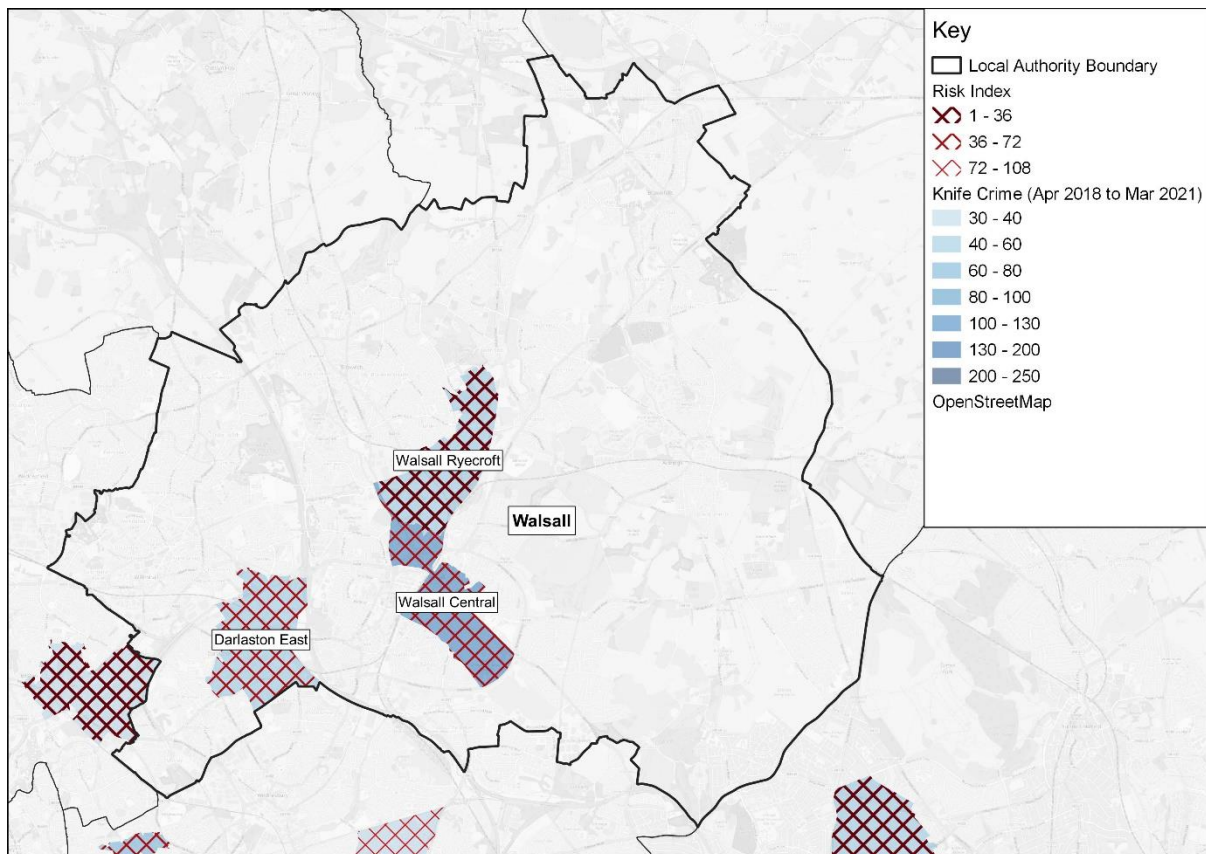 Key
Local Authority Boundary
Risk Index
1 - 36
36 - 72
72 - 108
Knife Crime (Apr 2018 to Mar 2021)
30 - 40
40 - 60
60 - 80
80 - 100
100 - 130
130 - 200
200 - 250
OpenStreetMap
Walsall Ryecroft
Walsall
Walsall Central
Darlaston East